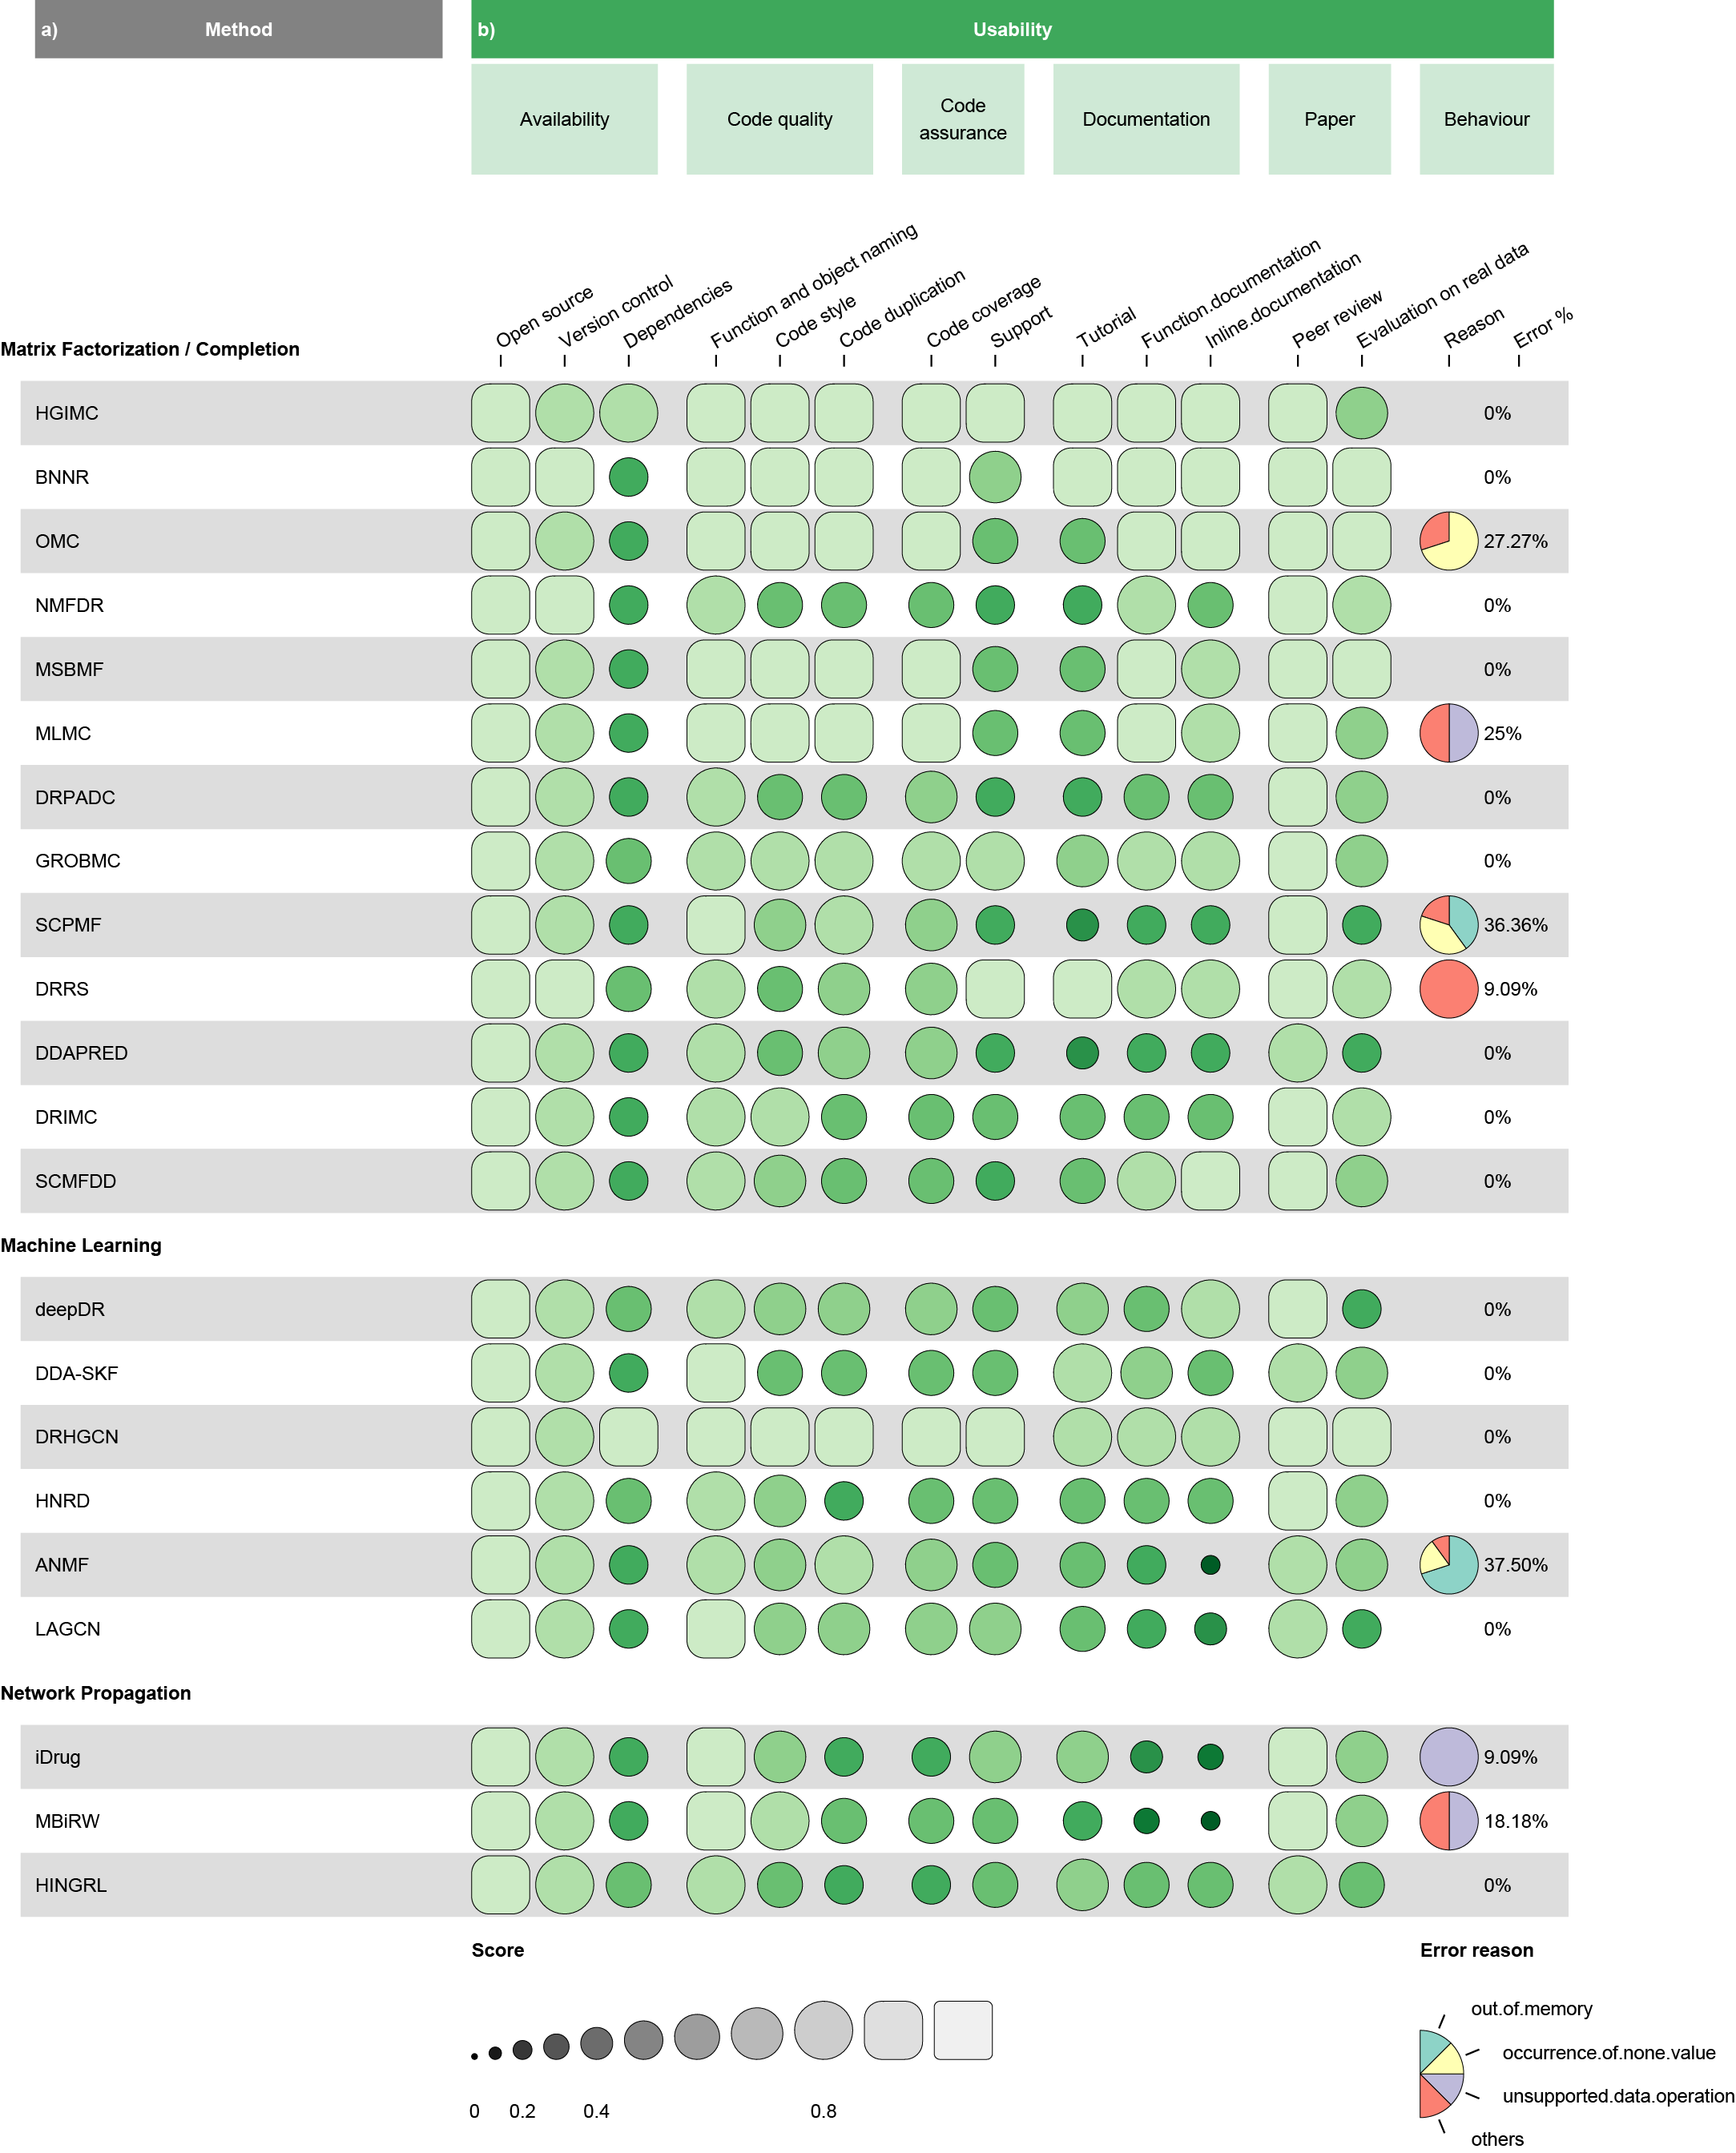 a) Method b) Usability
Availability Code quality Code assurance Documentation Paper Behaviour
Open source Version control Dependencies Function and object naming Code style Code duplication Code coverage Support Tutorial Function.documentation Inline.documentation Peer review Evaluation on real data Reason Error %
Matrix Factorization / Completion
HGIMC 0%
BNNR 0%
OMC 27.27%
NMFDR 0%
MSBMF 0%
MLMC 25%
DRPADC 0%
GROBMC 0%
SCPMF 36.36%
DRRS 9.09%
DDAPRED 0%
DRIMC 0%
SCMFDD 0%
Machine Learning
deepDR 0%
DDA-SKF 0%
DRHGCN 0%
HNRD 0%
ANMF 37.50%
LAGCN 0%
Network Propagation
iDrug 9.09%
MBiRW 18.18%
HINGRL 0%
Score Error reason
out.of.memory
occurrence.of.none.value
unsupported.data.operation
0 0.2 0.4 0.8
others